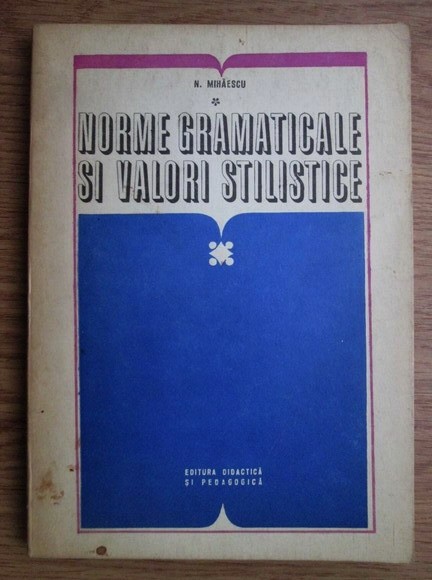 N. MIHĂESCU
NORME GRAMATICALE
SI VALORI STILISTICE
EDITURA DIDACTICĂ
ȘI PEDAGOGICĂ